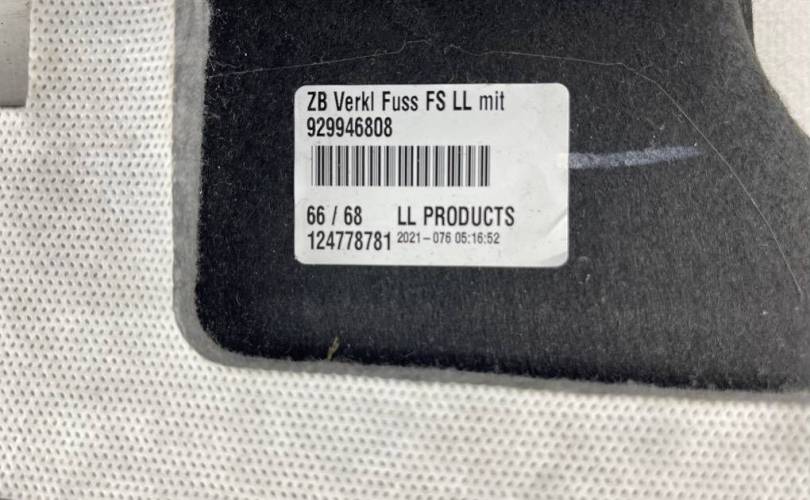 ZB Verkl Fuss FS LL mit
929946808
66 / 68 LL PRODUCTS
124778781 2021-076 05:16:52